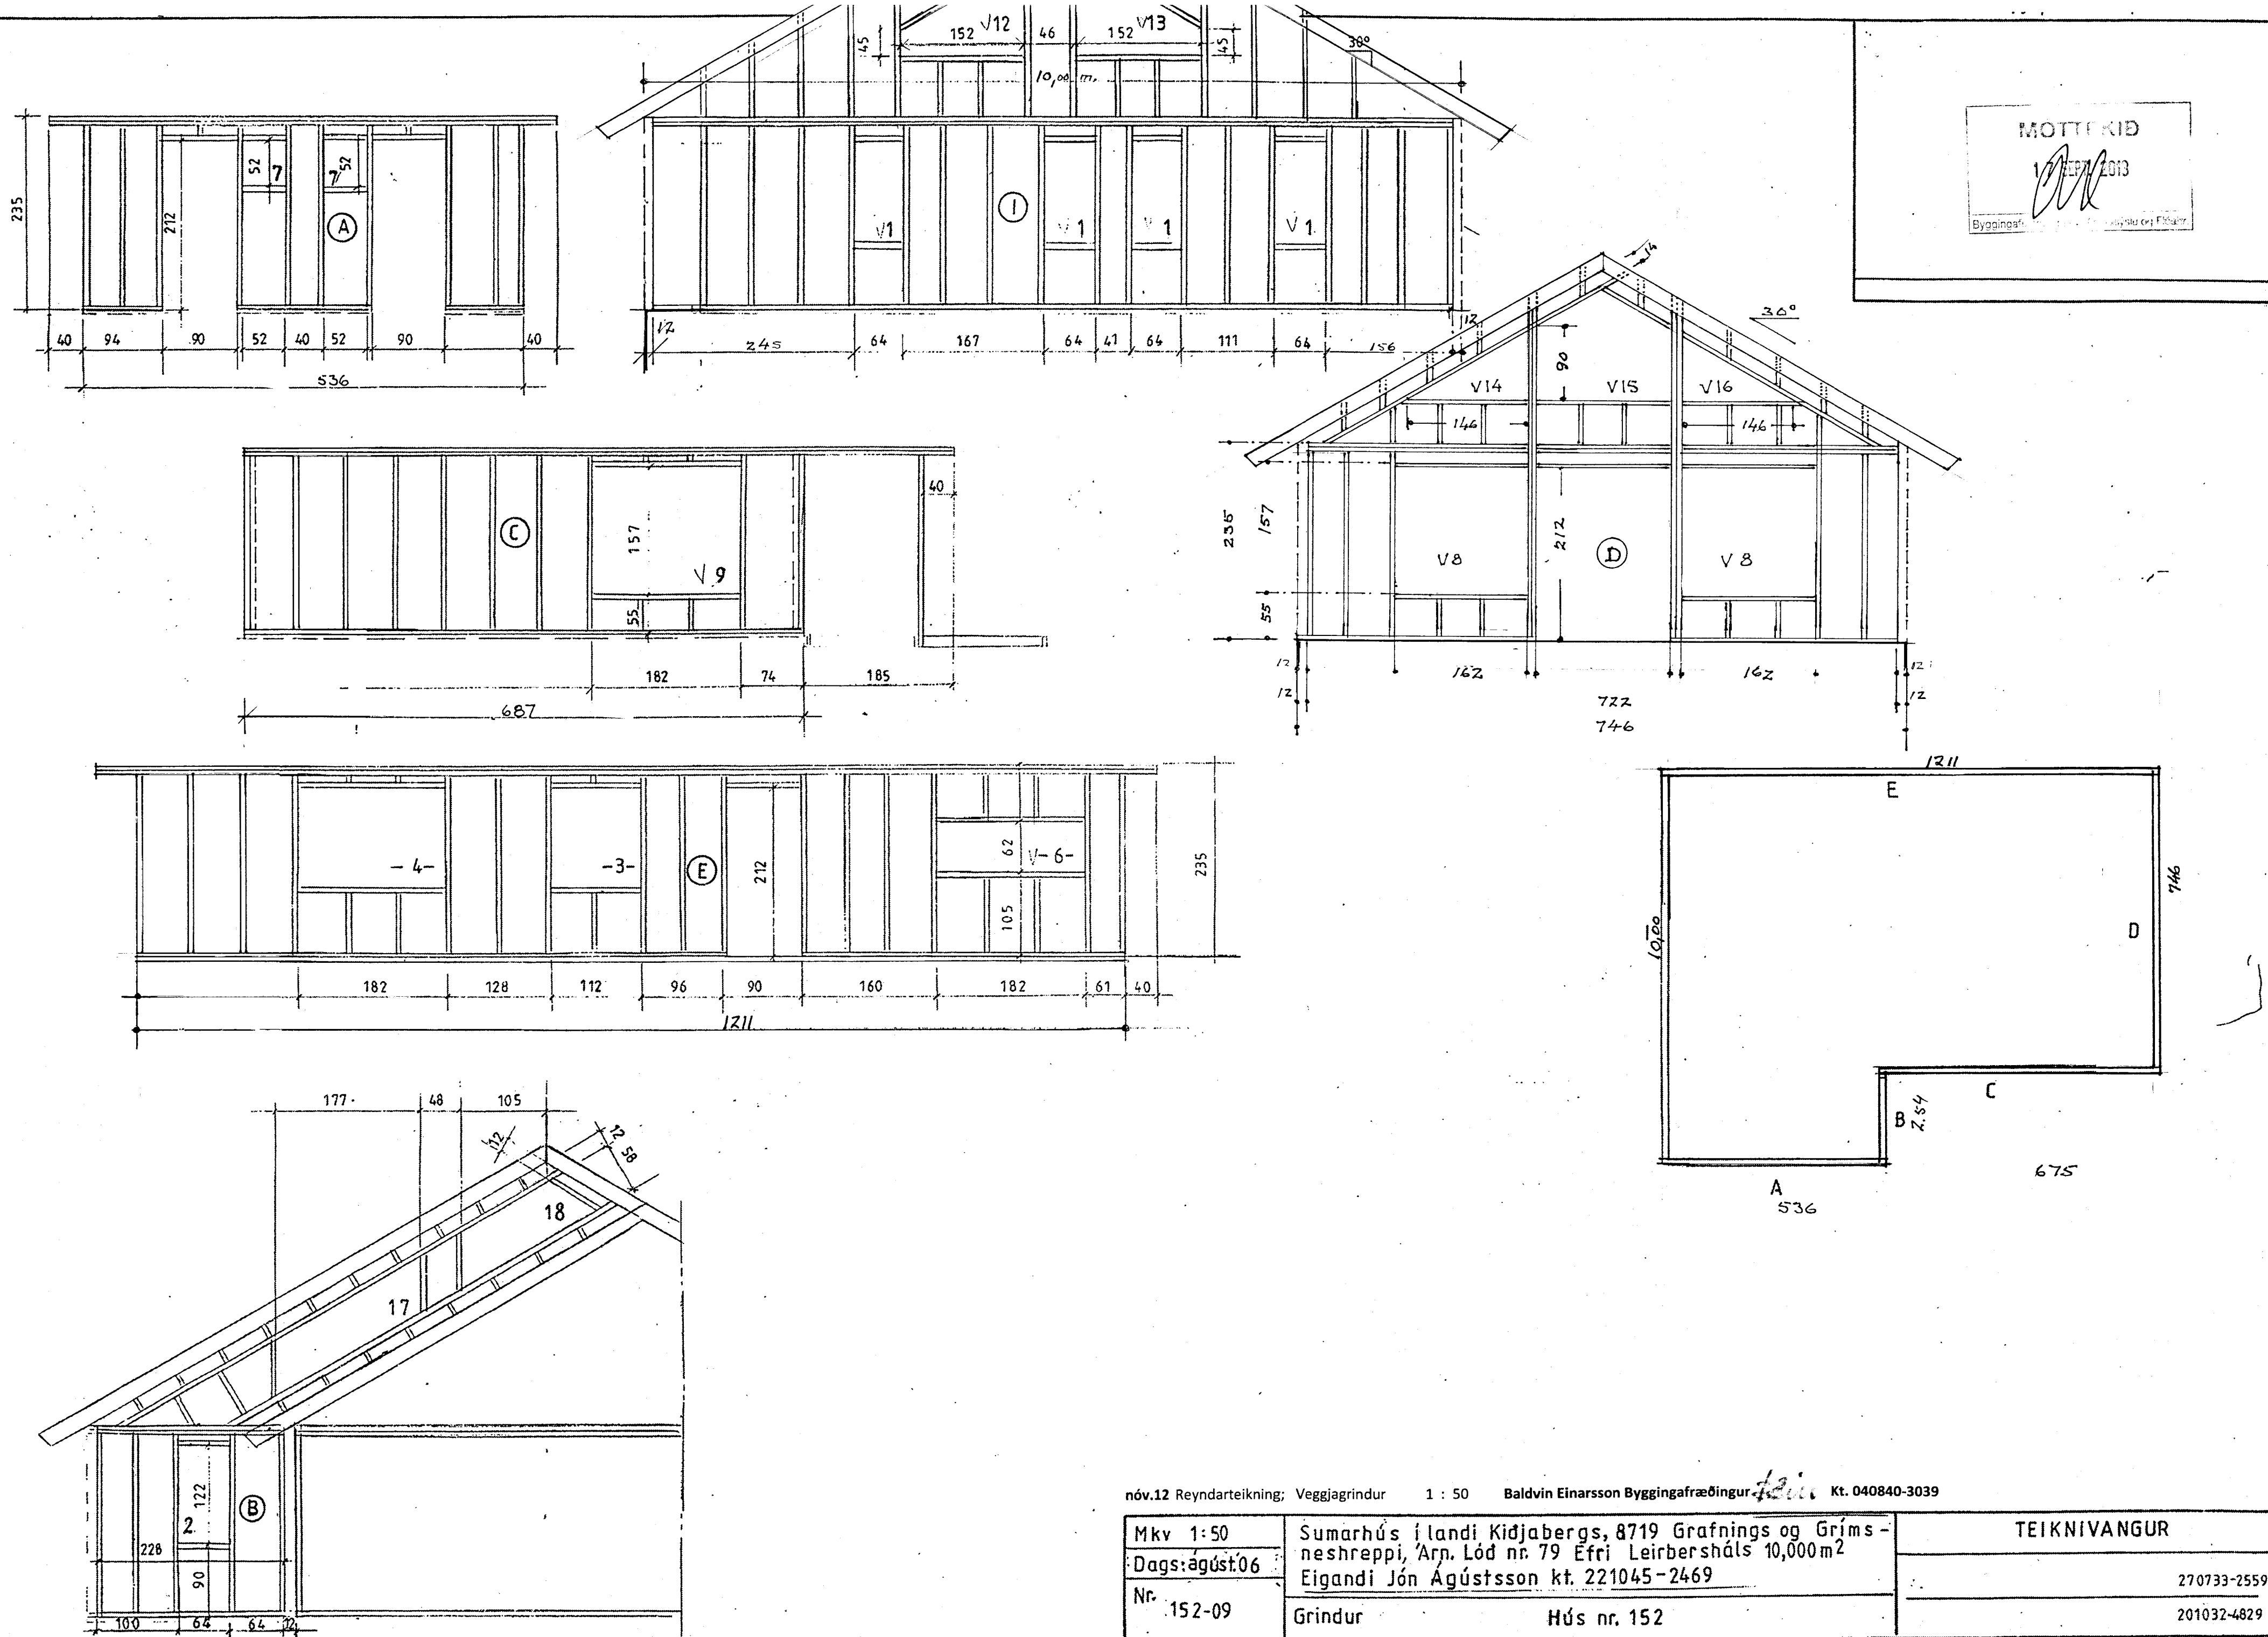 V12
V13
152
46
152
45
45
30°
10,00 m.
MÓTTEKIÐ
17 SEPT. 2013
235
212
52
7
52
7
A
40
94
90
52
40
52
90
40
536
V1
I
V1
V1
V1
12
245
64
167
64
41
64
111
64
156
12
14
30°
90
V14
V15
V16
146
146
235
157
55
212
V8
D
V8
12
162
162
12
12
722
12
746
C
157
V9
55
40
182
74
185
687
-4-
-3-
E
212
62
V-6-
105
235
182
128
112
96
90
160
182
61
40
1211
1211
E
746
10,00
D
C
B
2.54
675
A
536
177
48
105
12
12
58
18
17
122
2
B
228
90
100
64
64
12
nóv.12 Reyndarteikning; Veggjagrindur 1 : 50 Baldvin Einarsson Byggingafræðingur Kt. 040840-3039
Mkv 1:50
Dags: ágúst 06
Nr. 152-09
Sumarhús í landi Kiðjabergs, 8719 Grafnings og Gríms-
neshreppi, Árn. Lóð nr. 79 Efri Leirbersháls 10,000m2
Eigandi Jón Ágústsson kt. 221045-2469
Grindur Hús nr. 152
TEIKNIVANGUR
270733-2559
201032-4829